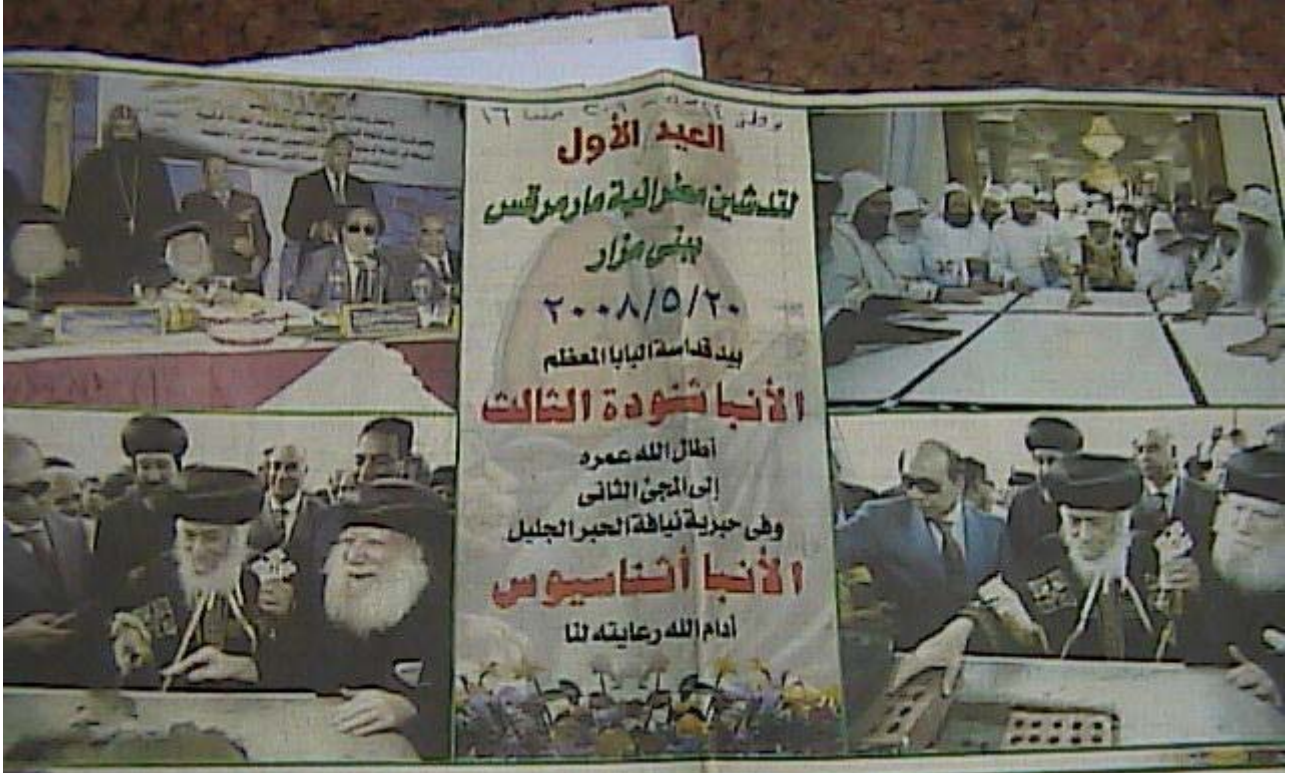 العيد الأول
لتدشين مطرانية مارمرقس
ببنى مزار
٢٠٠٨/٥/٢٠
بيد قداسة البابا المعظم
الأنبا شنودة الثالث
أطال الله عمره
إلى المجئ الثانى
وفى حبرية نيافة الحبر الجليل
الأنبا أثناسيوس
أدام الله رعايته لنا